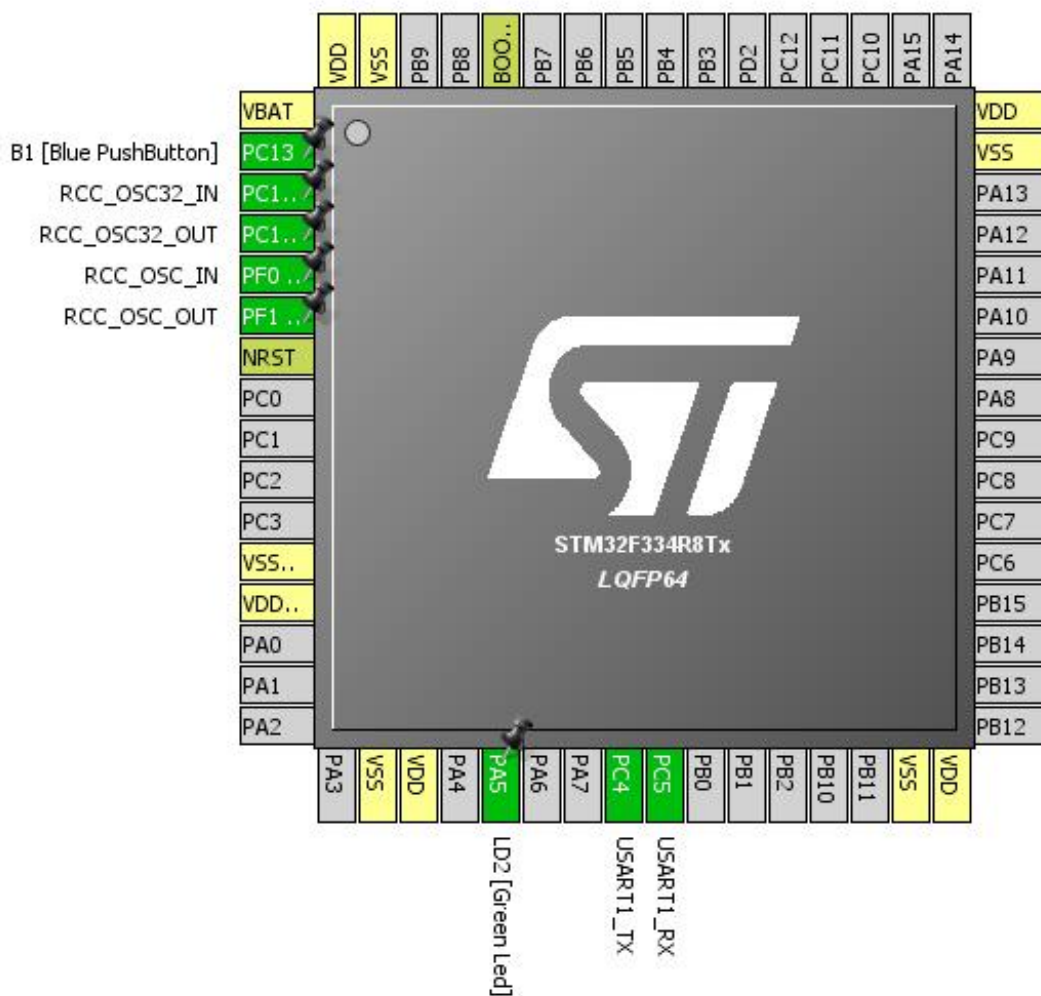 VDD
VSS
PB9
PB8
BOO..
PB7
PB6
PB5
PB4
PB3
PD2
PC12
PC11
PC10
PA15
PA14
VBAT
B1 [Blue PushButton] PC13
RCC_OSC32_IN PC1..
RCC_OSC32_OUT PC1..
RCC_OSC_IN PF0 ..
RCC_OSC_OUT PF1 ..
NRST
PC0
PC1
PC2
PC3
VSS..
VDD..
PA0
PA1
PA2
ST
STM32F334R8Tx
LQFP64
VDD
VSS
PA13
PA12
PA11
PA10
PA9
PA8
PC9
PC8
PC7
PC6
PB15
PB14
PB13
PB12
PA3
VSS
VDD
PA4
PA5
PA6
PA7
PC4
PC5
PB0
PB1
PB2
PB10
PB11
VSS
VDD
LD2 [Green Led]
USART1_TX
USART1_RX